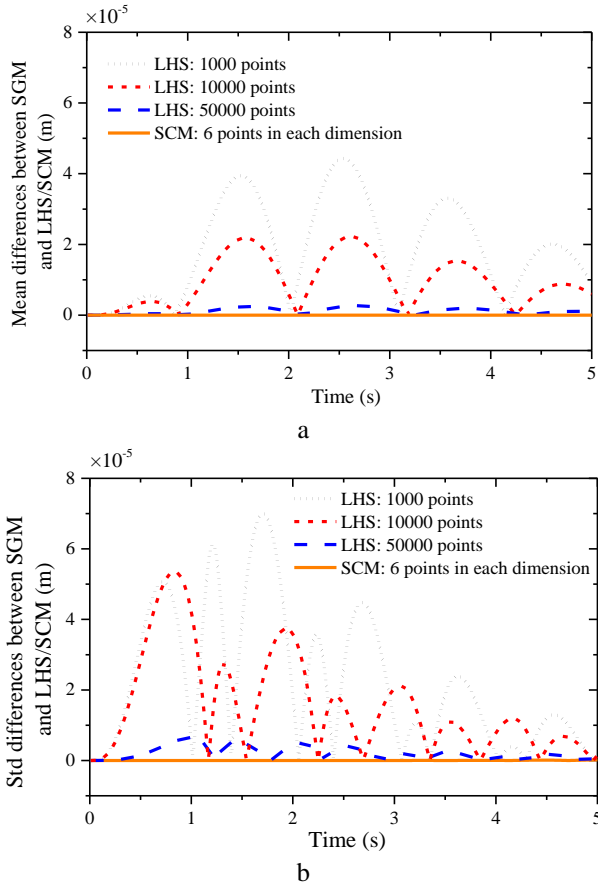 ×10⁻⁵
8
6
4
2
0
Mean differences between SGM
and LHS/SCM (m)
LHS: 1000 points
LHS: 10000 points
LHS: 50000 points
SCM: 6 points in each dimension
0 1 2 3 4 5
Time (s)
a
×10⁻⁵
8
6
4
2
0
Std differences between SGM
and LHS/SCM (m)
LHS: 1000 points
LHS: 10000 points
LHS: 50000 points
SCM: 6 points in each dimension
0 1 2 3 4 5
Time (s)
b